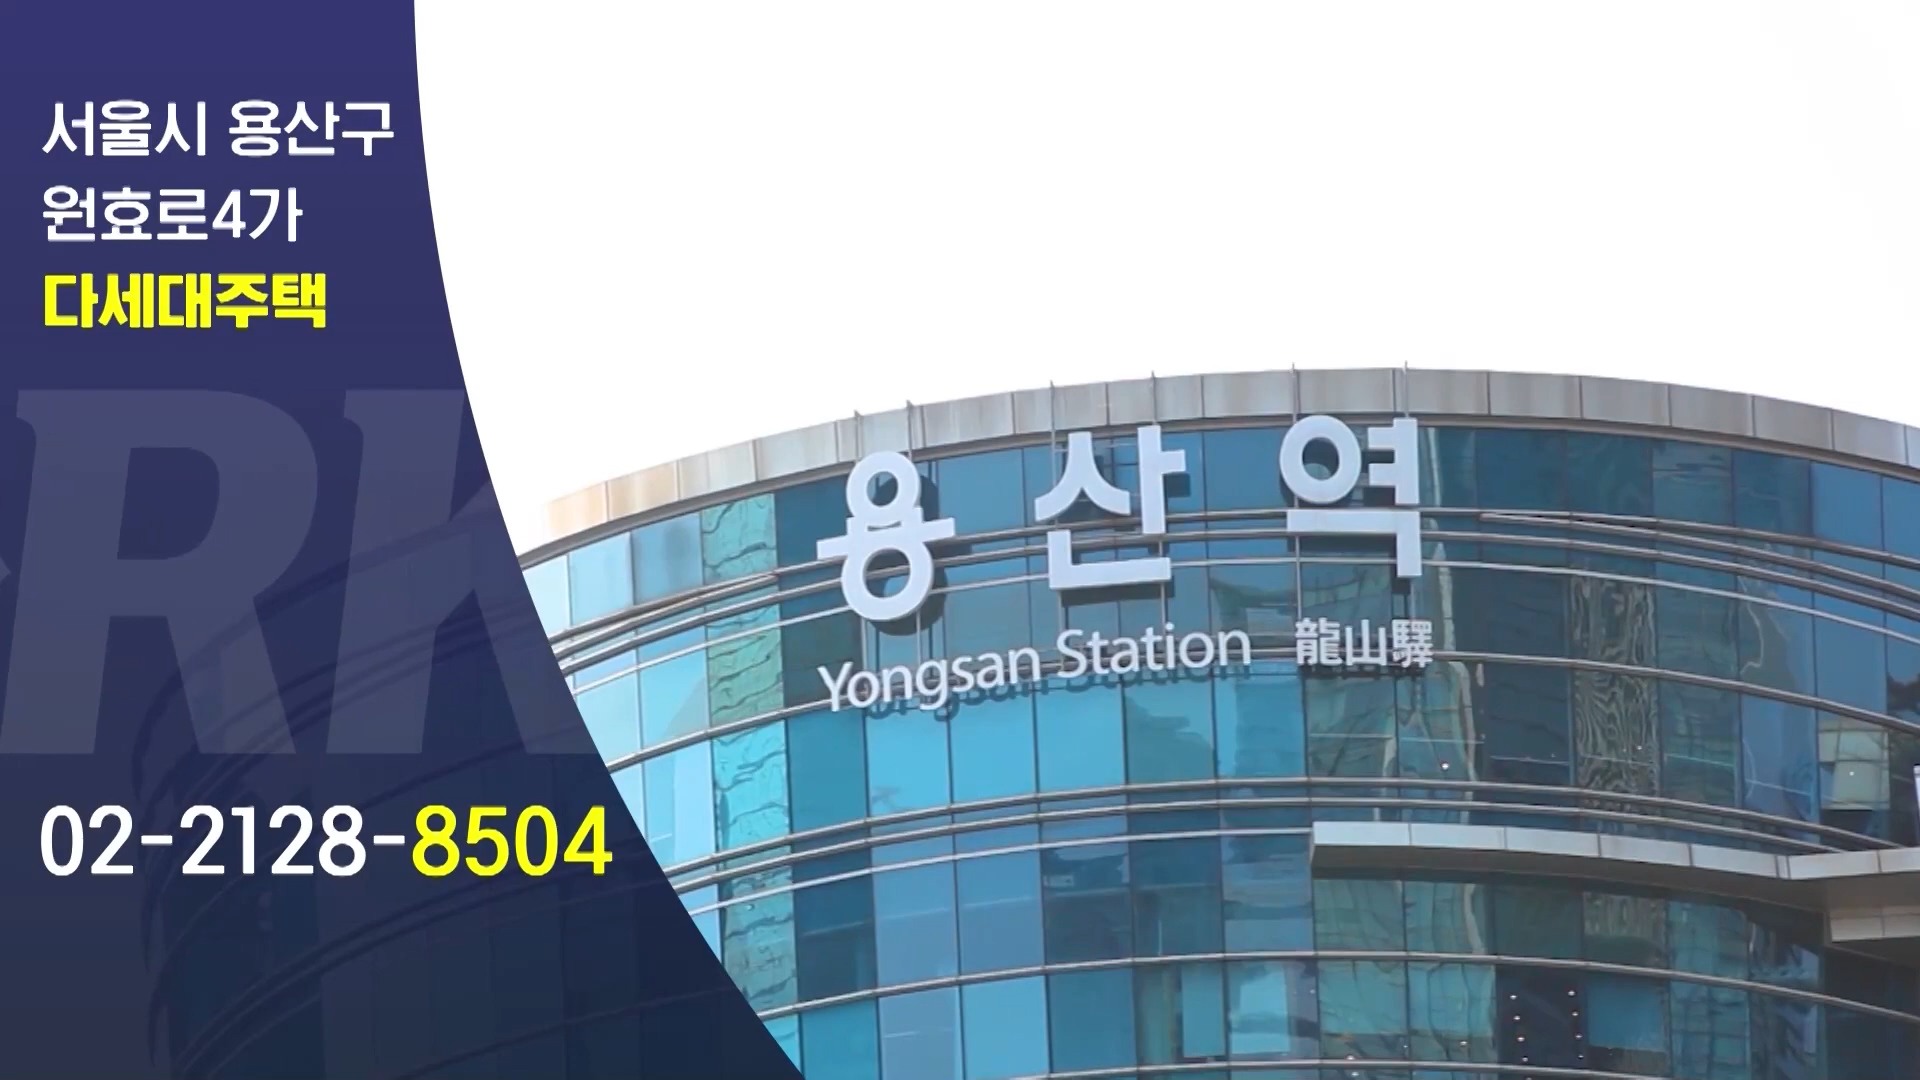 서울시 용산구
원효로4가
다세대주택
RK
02-2128-8504
용산역
Yongsan Station 龍山驛